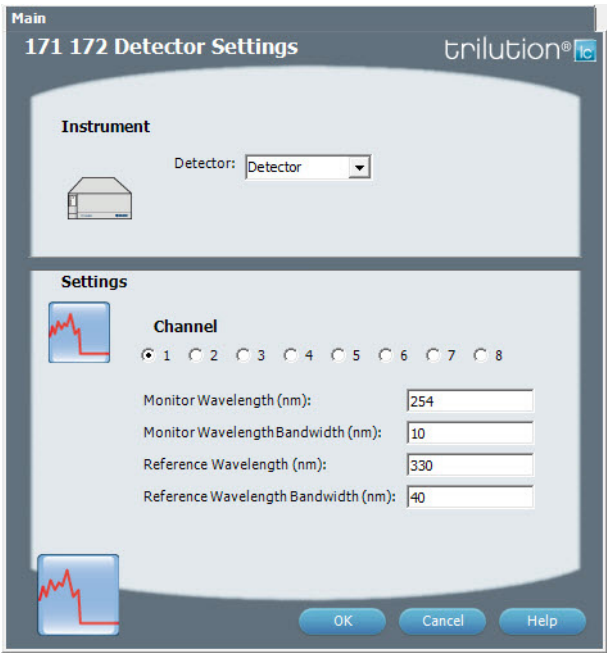 Main
171 172 Detector Settings
trilution® lc
Instrument
Detector: Detector
Settings
Channel
1 2 3 4 5 6 7 8
Monitor Wavelength (nm): 254
Monitor Wavelength Bandwidth (nm): 10
Reference Wavelength (nm): 330
Reference Wavelength Bandwidth (nm): 40
OK Cancel Help